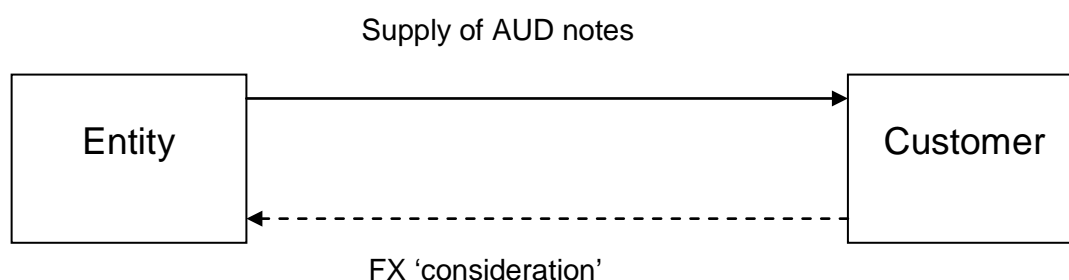 Supply of AUD notes
Entity
Customer
FX ‘consideration’